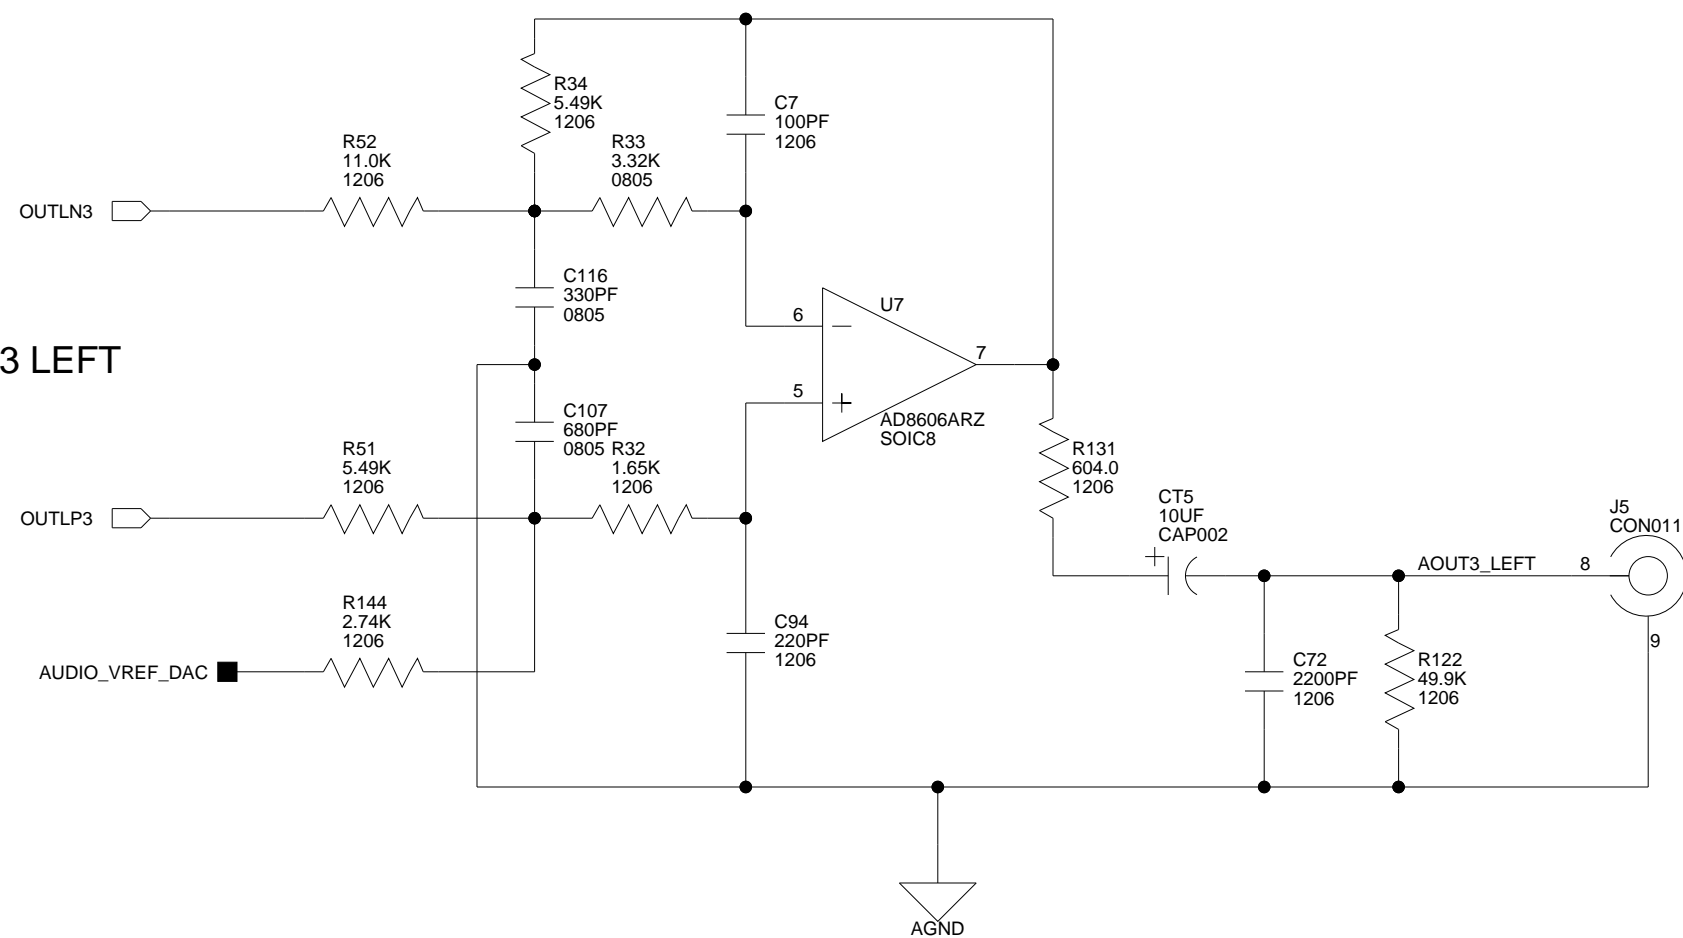 R34
5.49K
1206
C7
100PF
1206
R52
11.0K
1206
R33
3.32K
0805
OUTLN3
C116
330PF
0805
U7
6
7
5
AD8606ARZ
SOIC8
3 LEFT
C107
680PF
0805
R51
5.49K
1206
R32
1.65K
1206
OUTLP3
R131
604.0
1206
CT5
10UF
CAP002
J5
CON011
AOUT3_LEFT
8
9
R144
2.74K
1206
AUDIO_VREF_DAC
C94
220PF
1206
C72
2200PF
1206
R122
49.9K
1206
AGND